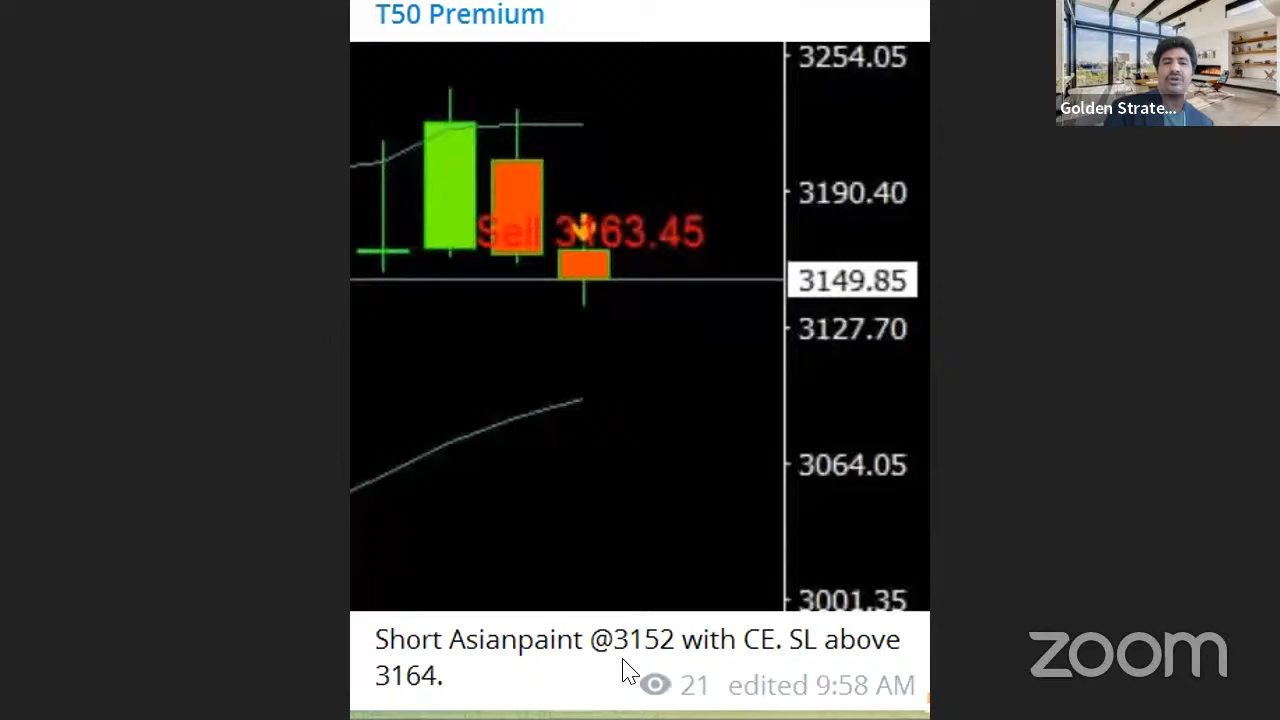 T50 Premium
Golden Strate...
3254.05
3190.40
Sell 3163.45
3149.85
3127.70
3064.05
3001.35
Short Asianpaint @3152 with CE. SL above
3164.
21 edited 9:58 AM
zoom